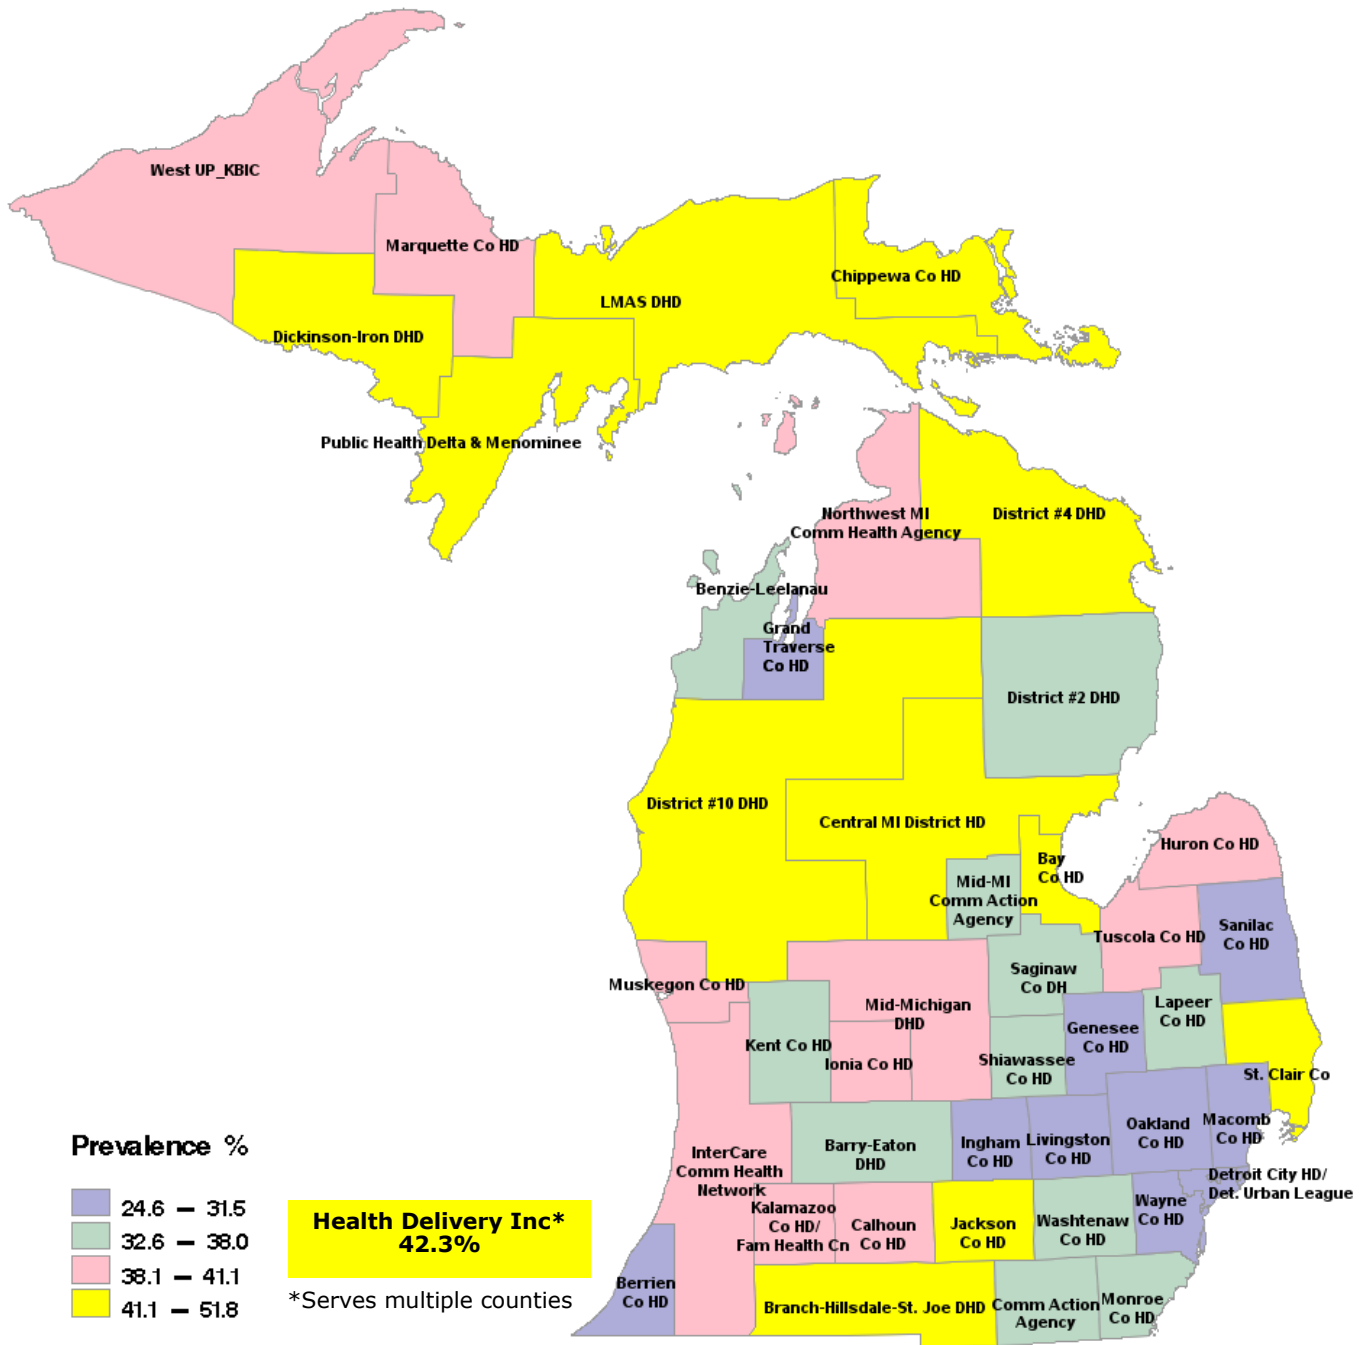 West UP_KBIC
Marquette Co HD
Chippewa Co HD
LMAS DHD
Dickinson-Iron DHD
Public Health Delta & Menominee
Northwest MI
Comm Health Agency
District #4 DHD
Benzie-Leelanau
Grand
Traverse
Co HD
District #2 DHD
District #10 DHD
Central MI District HD
Bay
Co HD
Huron Co HD
Mid-MI
Comm Action
Agency
Tuscola Co HD
Sanilac
Co HD
Muskegon Co HD
Saginaw
Co DH
Mid-Michigan
DHD
Lapeer
Co HD
Genesee
Co HD
Kent Co HD
Ionia Co HD
Shiawassee
Co HD
St. Clair Co
InterCare
Comm Health
Network
Barry-Eaton
DHD
Ingham
Co HD
Livingston
Co HD
Oakland
Co HD
Macomb
Co HD
Detroit City HD/
Det. Urban League
Kalamazoo
Co HD/
Fam Health Cn
Calhoun
Co HD
Jackson
Co HD
Washtenaw
Co HD
Wayne
Co HD
Berrien
Co HD
Branch-Hillsdale-St. Joe DHD
Comm Action
Agency
Monroe
Co HD
Prevalence %
24.6 – 31.5
32.6 – 38.0
38.1 – 41.1
41.1 – 51.8
Health Delivery Inc*
42.3%
*Serves multiple counties